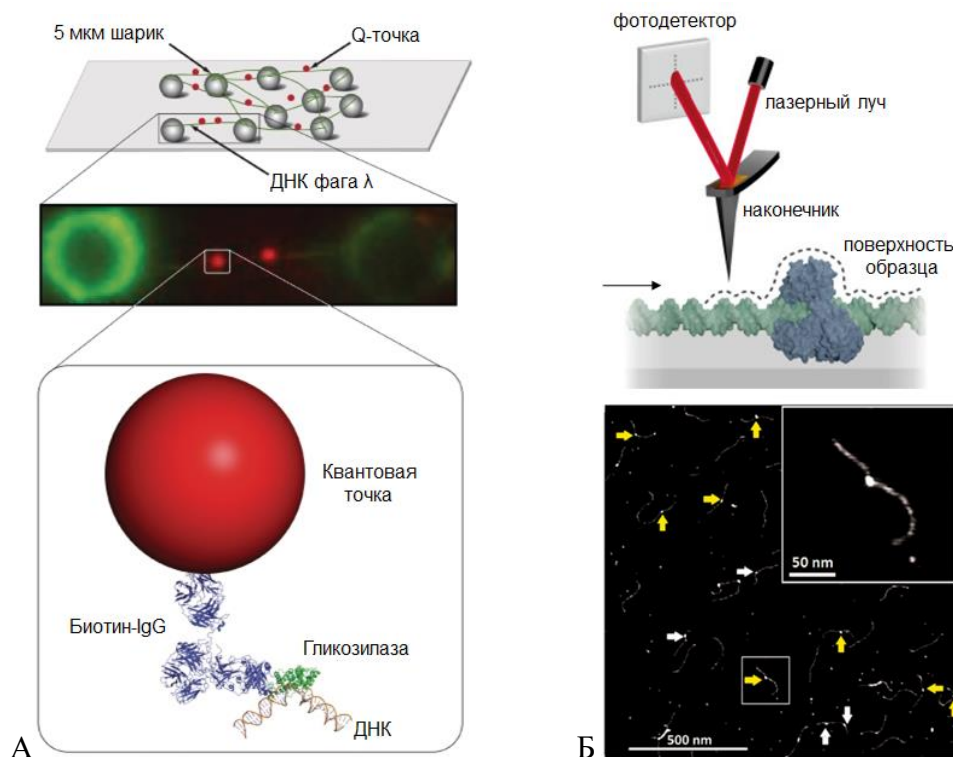 5 мкм шарик
Q-точка
ДНК фага λ
Квантовая
точка
Биотин-IgG
Гликозипаза
ДНК
А
фотодетектор
лазерный луч
наконечник
поверхность
образца
50 nm
500 nm
Б